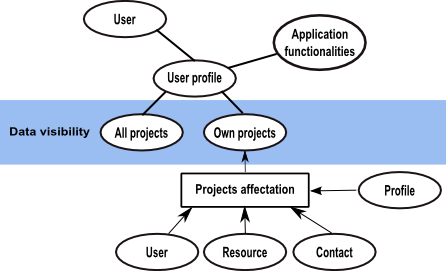 User
Application
functionalities
User profile
Data visibility
All projects
Own projects
Projects affectation
Profile
User
Resource
Contact